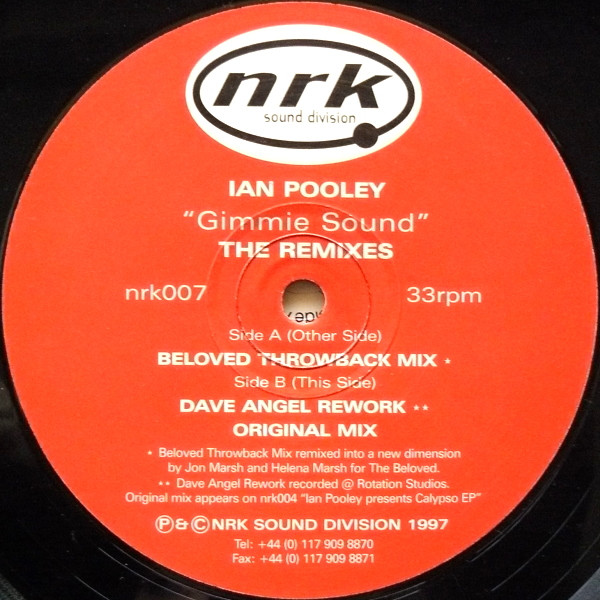 nrk
sound division
IAN POOLEY
“Gimmie Sound”
THE REMIXES
nrk007
33rpm
Side A (Other Side)
BELOVED THROWBACK MIX *
Side B (This Side)
DAVE ANGEL REWORK **
ORIGINAL MIX
* Beloved Throwback Mix remixed into a new dimension
by Jon Marsh and Helena Marsh for The Beloved.
** Dave Angel Rework recorded @ Rotation Studios.
Original mix appears on nrk004 “Ian Pooley presents Calypso EP”
Ⓟ & © NRK SOUND DIVISION 1997
Tel: +44 (0) 117 909 8870
Fax: +44 (0) 117 909 8871